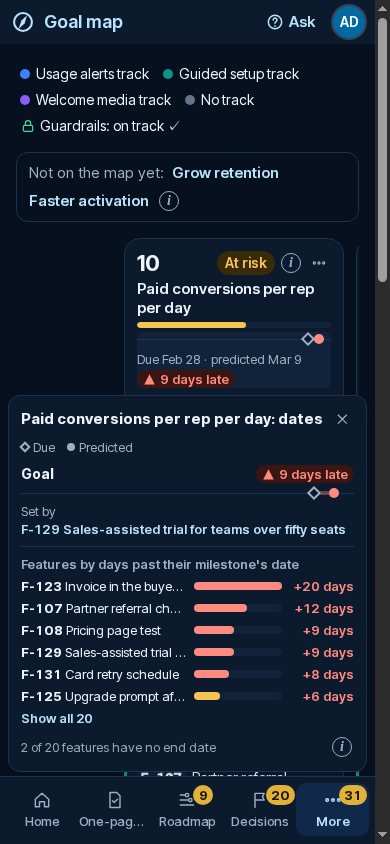 Goal map
Ask
AD
Usage alerts track
Guided setup track
Welcome media track
No track
Guardrails: on track ✓
Not on the map yet: Grow retention
Faster activation
i
10
At risk
i
Paid conversions per rep
per day
Due Feb 28 · predicted Mar 9
▲ 9 days late
Paid conversions per rep per day: dates
Due
Predicted
Goal
▲ 9 days late
Set by
F-129 Sales-assisted trial for teams over fifty seats
Features by days past their milestone's date
F-123 Invoice in the buye… +20 days
F-107 Partner referral ch… +12 days
F-108 Pricing page test +9 days
F-129 Sales-assisted trial … +9 days
F-131 Card retry schedule +8 days
F-125 Upgrade prompt af… +6 days
Show all 20
2 of 20 features have no end date
i
Partner referral
9
20
31
Home
One-pag…
Roadmap
Decisions
More